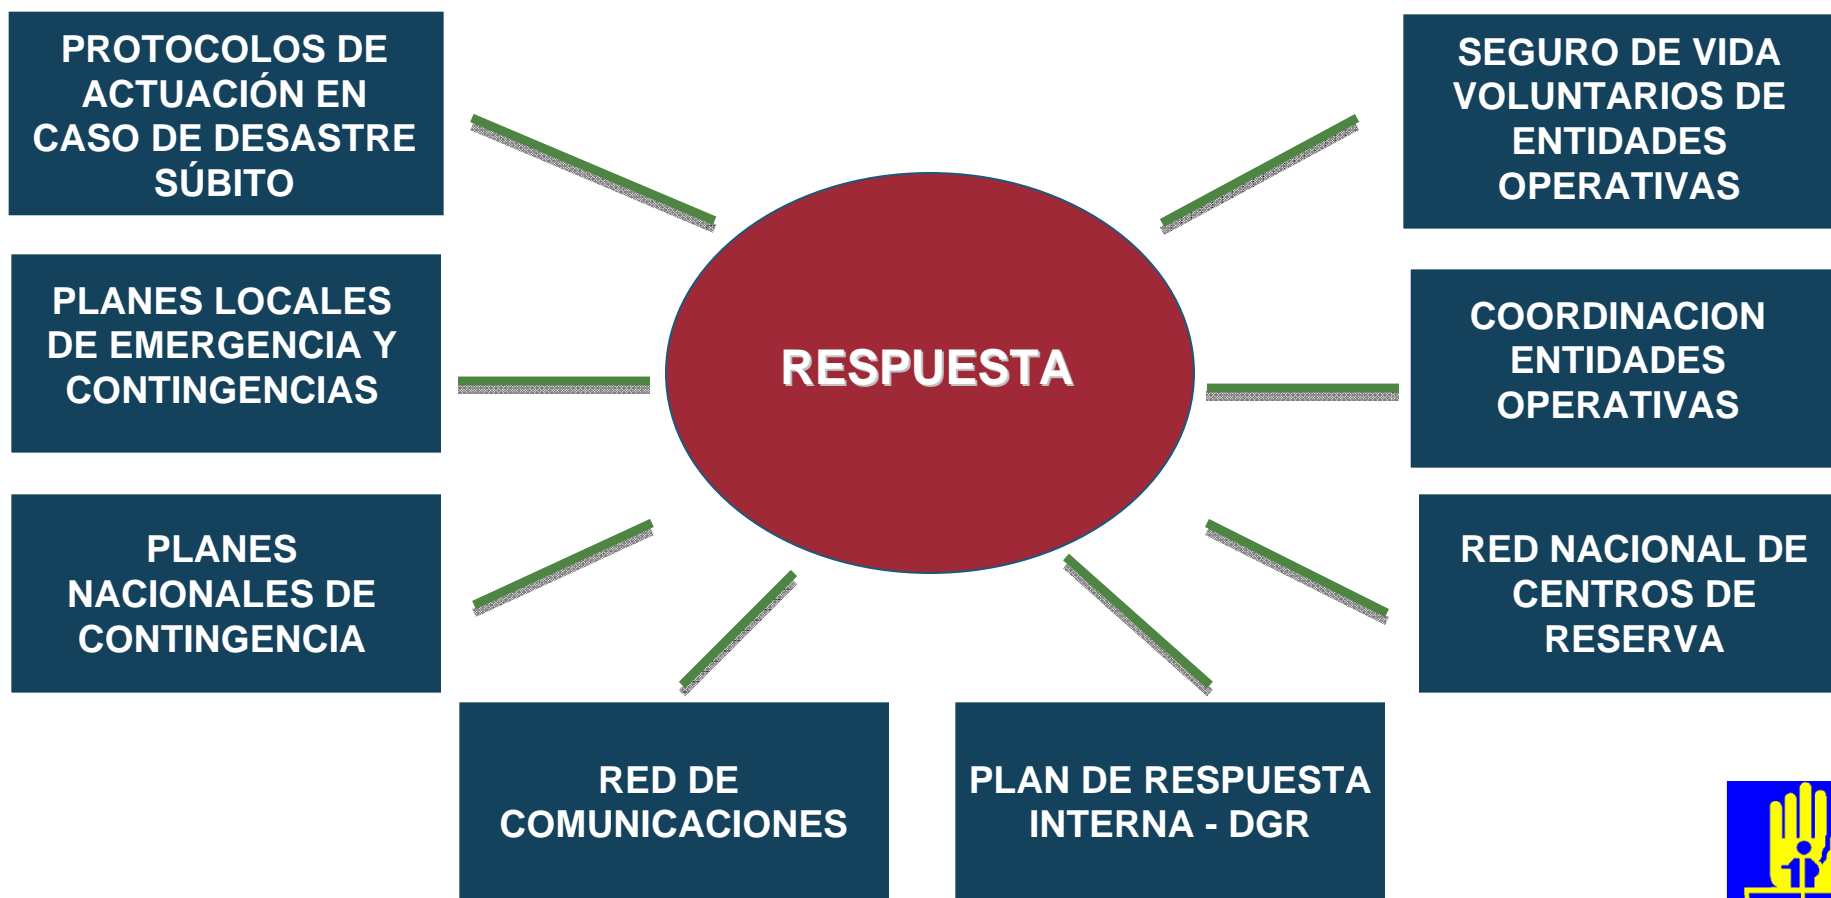 PROTOCOLOS DE
ACTUACIÓN EN
CASO DE DESASTRE
SÚBITO
PLANES LOCALES
DE EMERGENCIA Y
CONTINGENCIAS
PLANES
NACIONALES DE
CONTINGENCIA
RED DE
COMUNICACIONES
RESPUESTA
PLAN DE RESPUESTA
INTERNA - DGR
SEGURO DE VIDA
VOLUNTARIOS DE
ENTIDADES
OPERATIVAS
COORDINACION
ENTIDADES
OPERATIVAS
RED NACIONAL DE
CENTROS DE
RESERVA